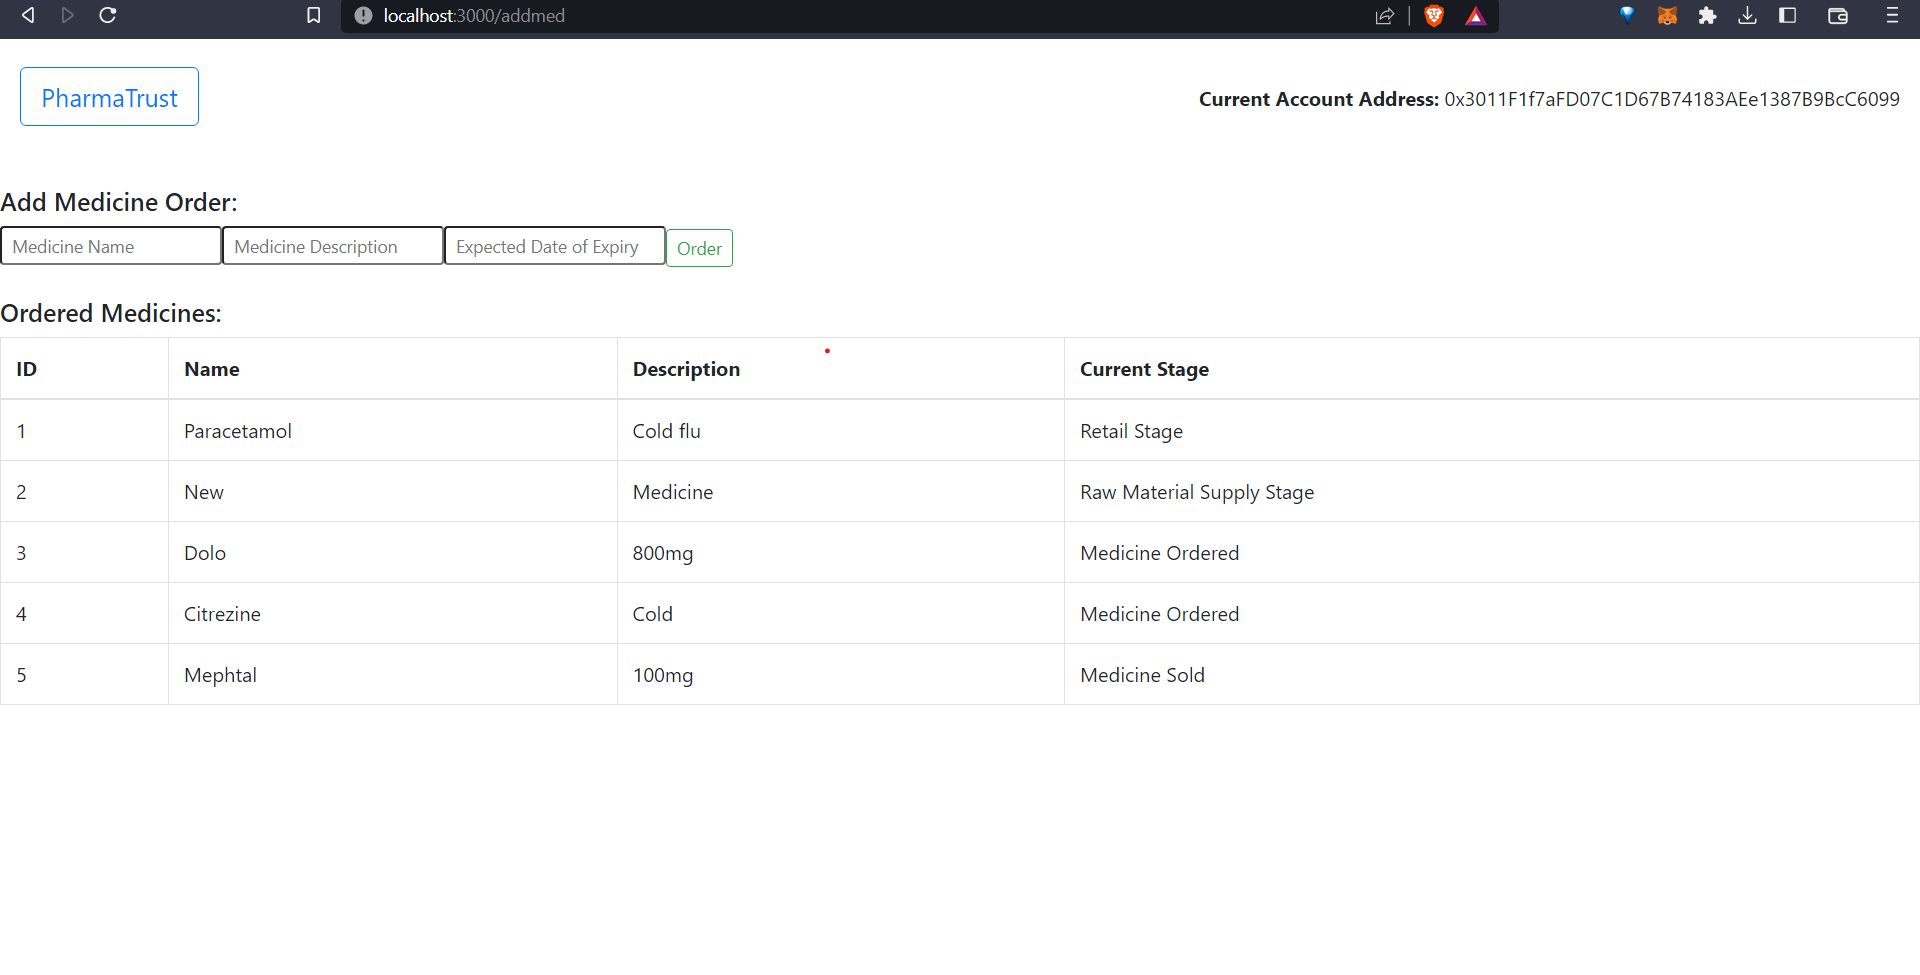 localhost:3000/addmed
PharmaTrust
Current Account Address: 0x3011F1f7aFD07C1D67B74183AEe1387B9BcC6099
Add Medicine Order:
Medicine Name Medicine Description Expected Date of Expiry Order
Ordered Medicines:
ID Name Description Current Stage
1 Paracetamol Cold flu Retail Stage
2 New Medicine Raw Material Supply Stage
3 Dolo 800mg Medicine Ordered
4 Citrezine Cold Medicine Ordered
5 Mephtal 100mg Medicine Sold